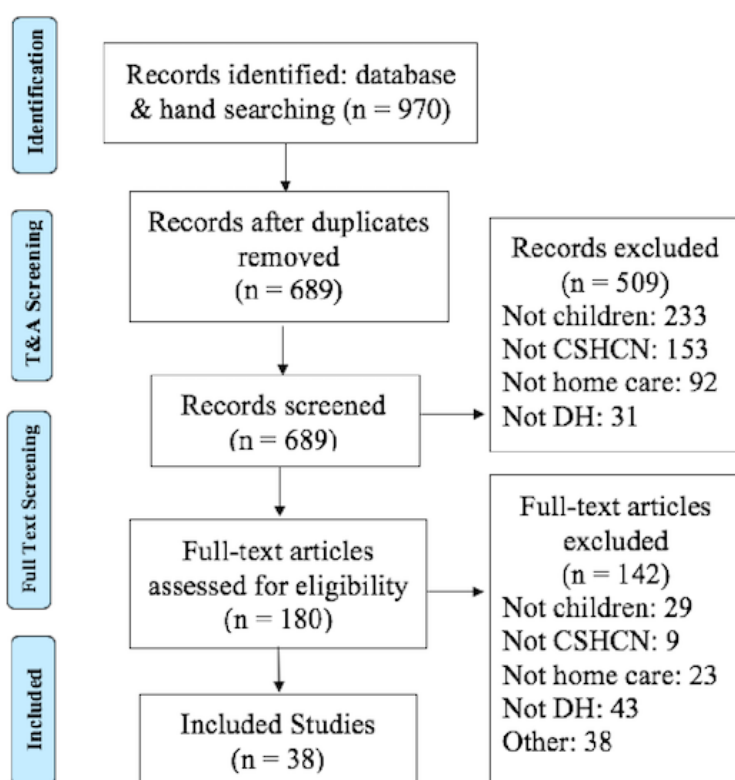 Identification
Records identified: database
& hand searching (n = 970)
T&A Screening
Records after duplicates
removed
(n = 689)
Records excluded
(n = 509)
Not children: 233
Not CSHCN: 153
Not home care: 92
Not DH: 31
Records screened
(n = 689)
Full Text Screening
Full-text articles
assessed for eligibility
(n = 180)
Full-text articles
excluded
(n = 142)
Not children: 29
Not CSHCN: 9
Not home care: 23
Not DH: 43
Other: 38
Included
Included Studies
(n = 38)